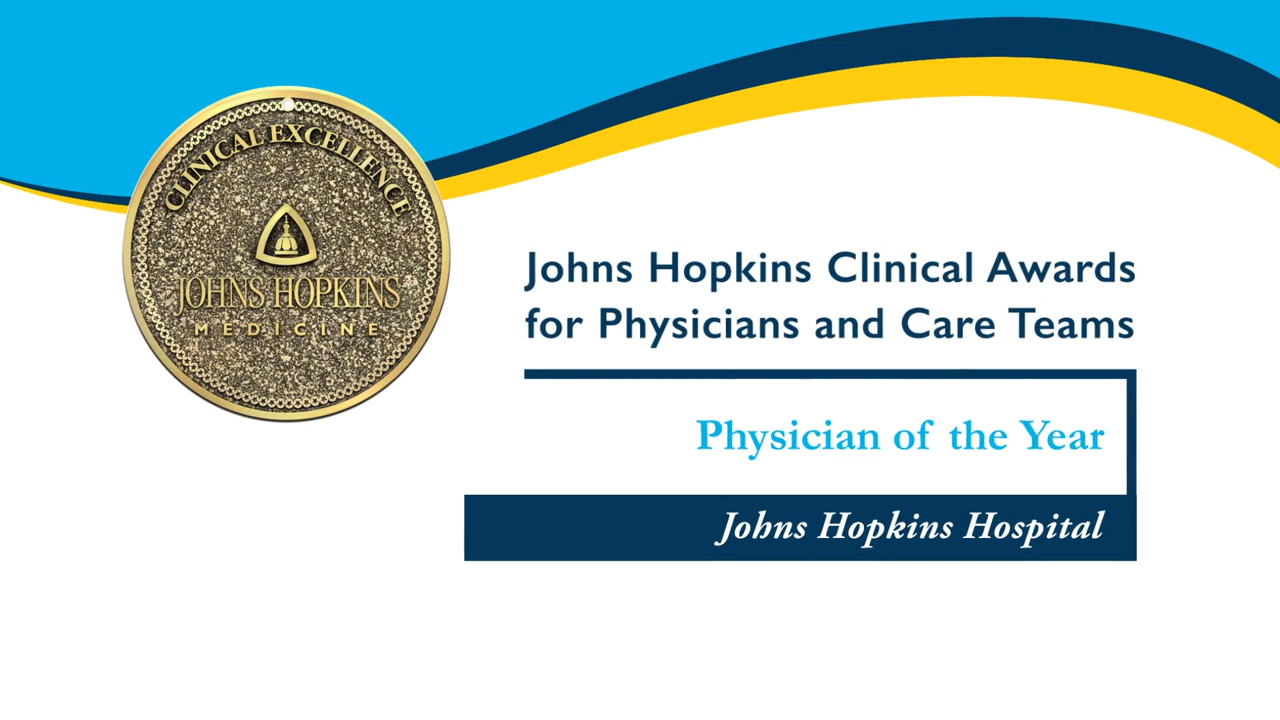 CLINICAL EXCELLENCE
JOHNS HOPKINS
MEDICINE
Johns Hopkins Clinical Awards
for Physicians and Care Teams
Physician of the Year
Johns Hopkins Hospital